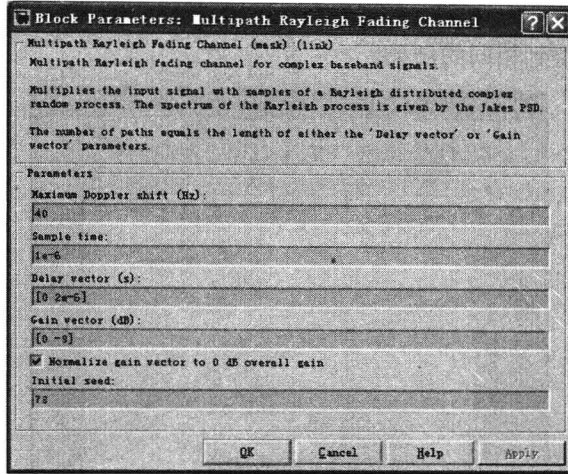 Block Parameters: Multipath Rayleigh Fading Channel
Multipath Rayleigh Fading Channel (mask) (link)
Multipath Rayleigh fading channel for complex baseband signals.
Multiplies the input signal with samples of a Rayleigh distributed complex
random process. The spectrum of the Rayleigh process is given by the Jakes PSD.
The number of paths equals the length of either the 'Delay vector' or 'Gain
vector' parameters.
Parameters
Maximum Doppler shift (Hz):
40
Sample time:
1e-6
Delay vector (s):
[0 2e-6]
Gain vector (dB):
Normalize gain vector to 0 dB overall gain
Initial seed:
OK
Cancel
Help
Apply